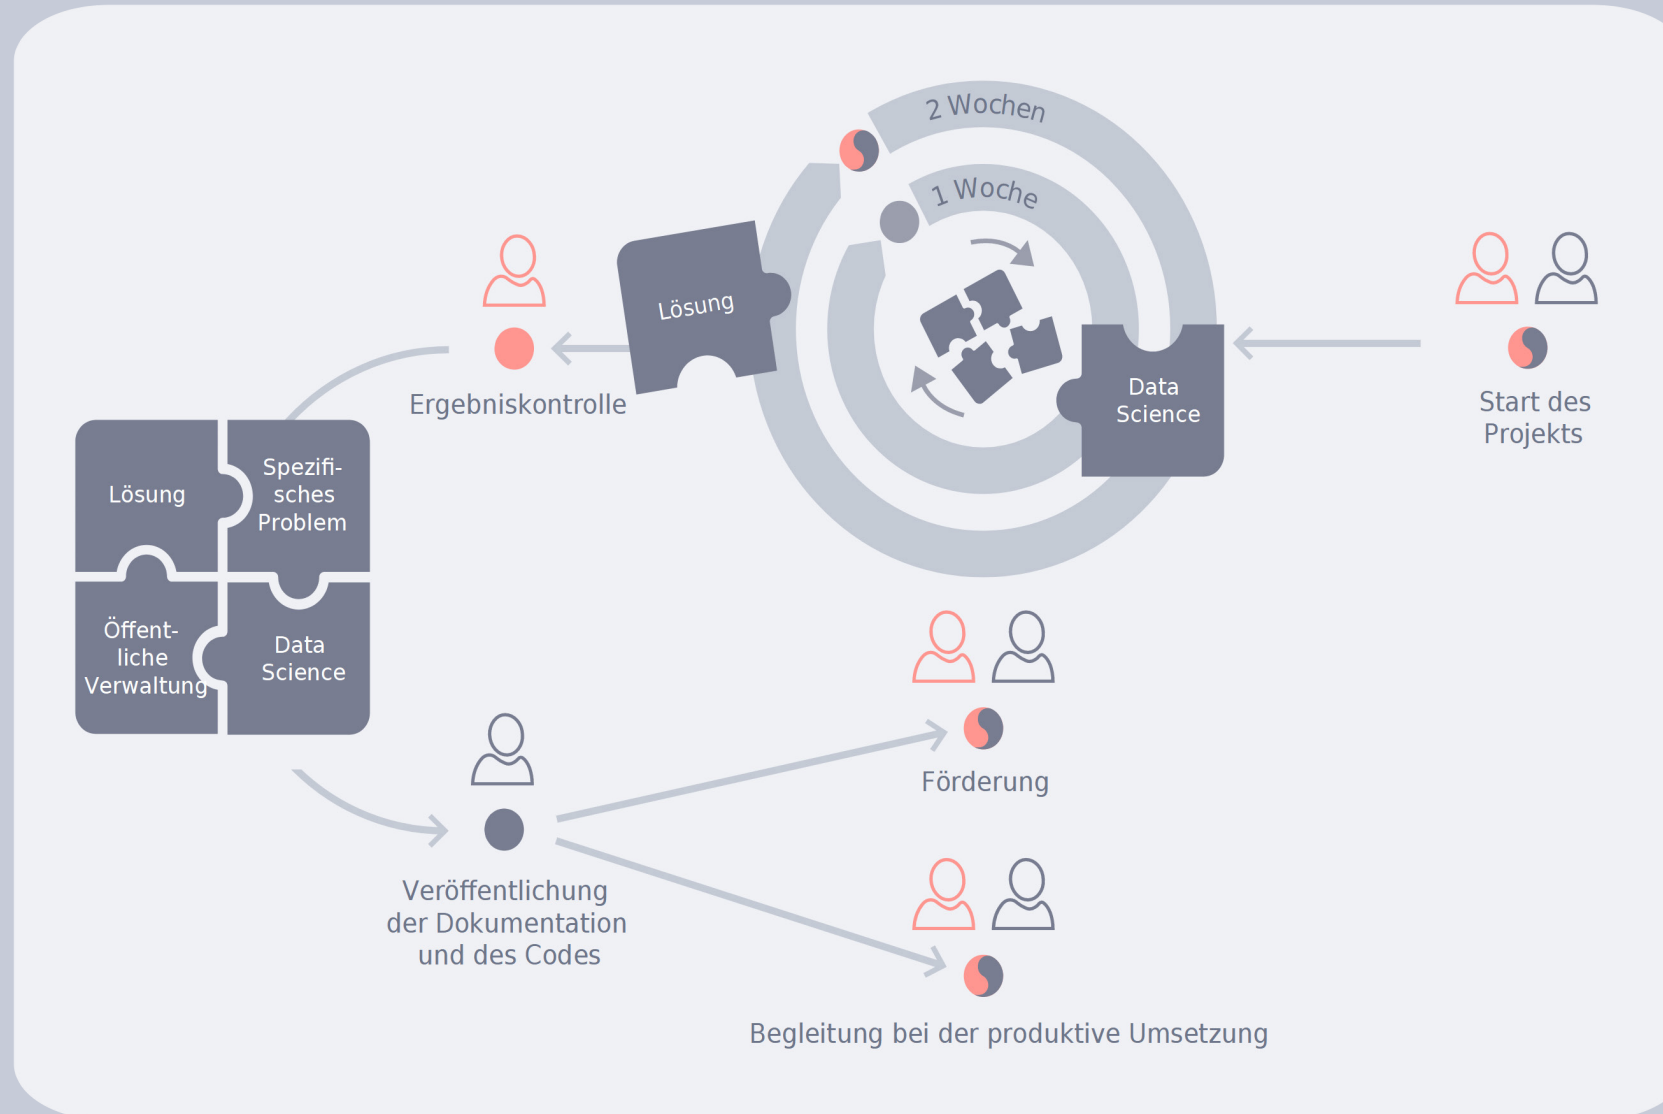 2 Wochen
1 Woche
Lösung
Data
Science
Start des
Projekts
Ergebniskontrolle
Lösung
Spezifi-
sches
Problem
Öffent-
liche
Verwaltung
Data
Science
Veröffentlichung
der Dokumentation
und des Codes
Förderung
Begleitung bei der produktive Umsetzung